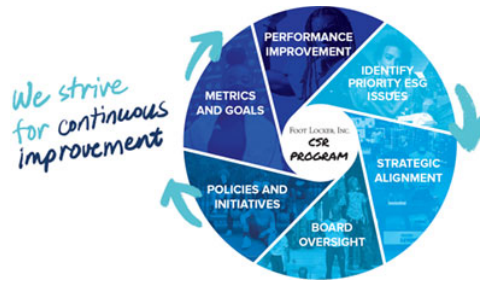 We strive
for continuous
improvement
PERFORMANCE
IMPROVEMENT
IDENTIFY
PRIORITY ESG
ISSUES
STRATEGIC
ALIGNMENT
BOARD
OVERSIGHT
POLICIES AND
INITIATIVES
METRICS
AND GOALS
FOOT LOCKER, INC.
CSR
PROGRAM